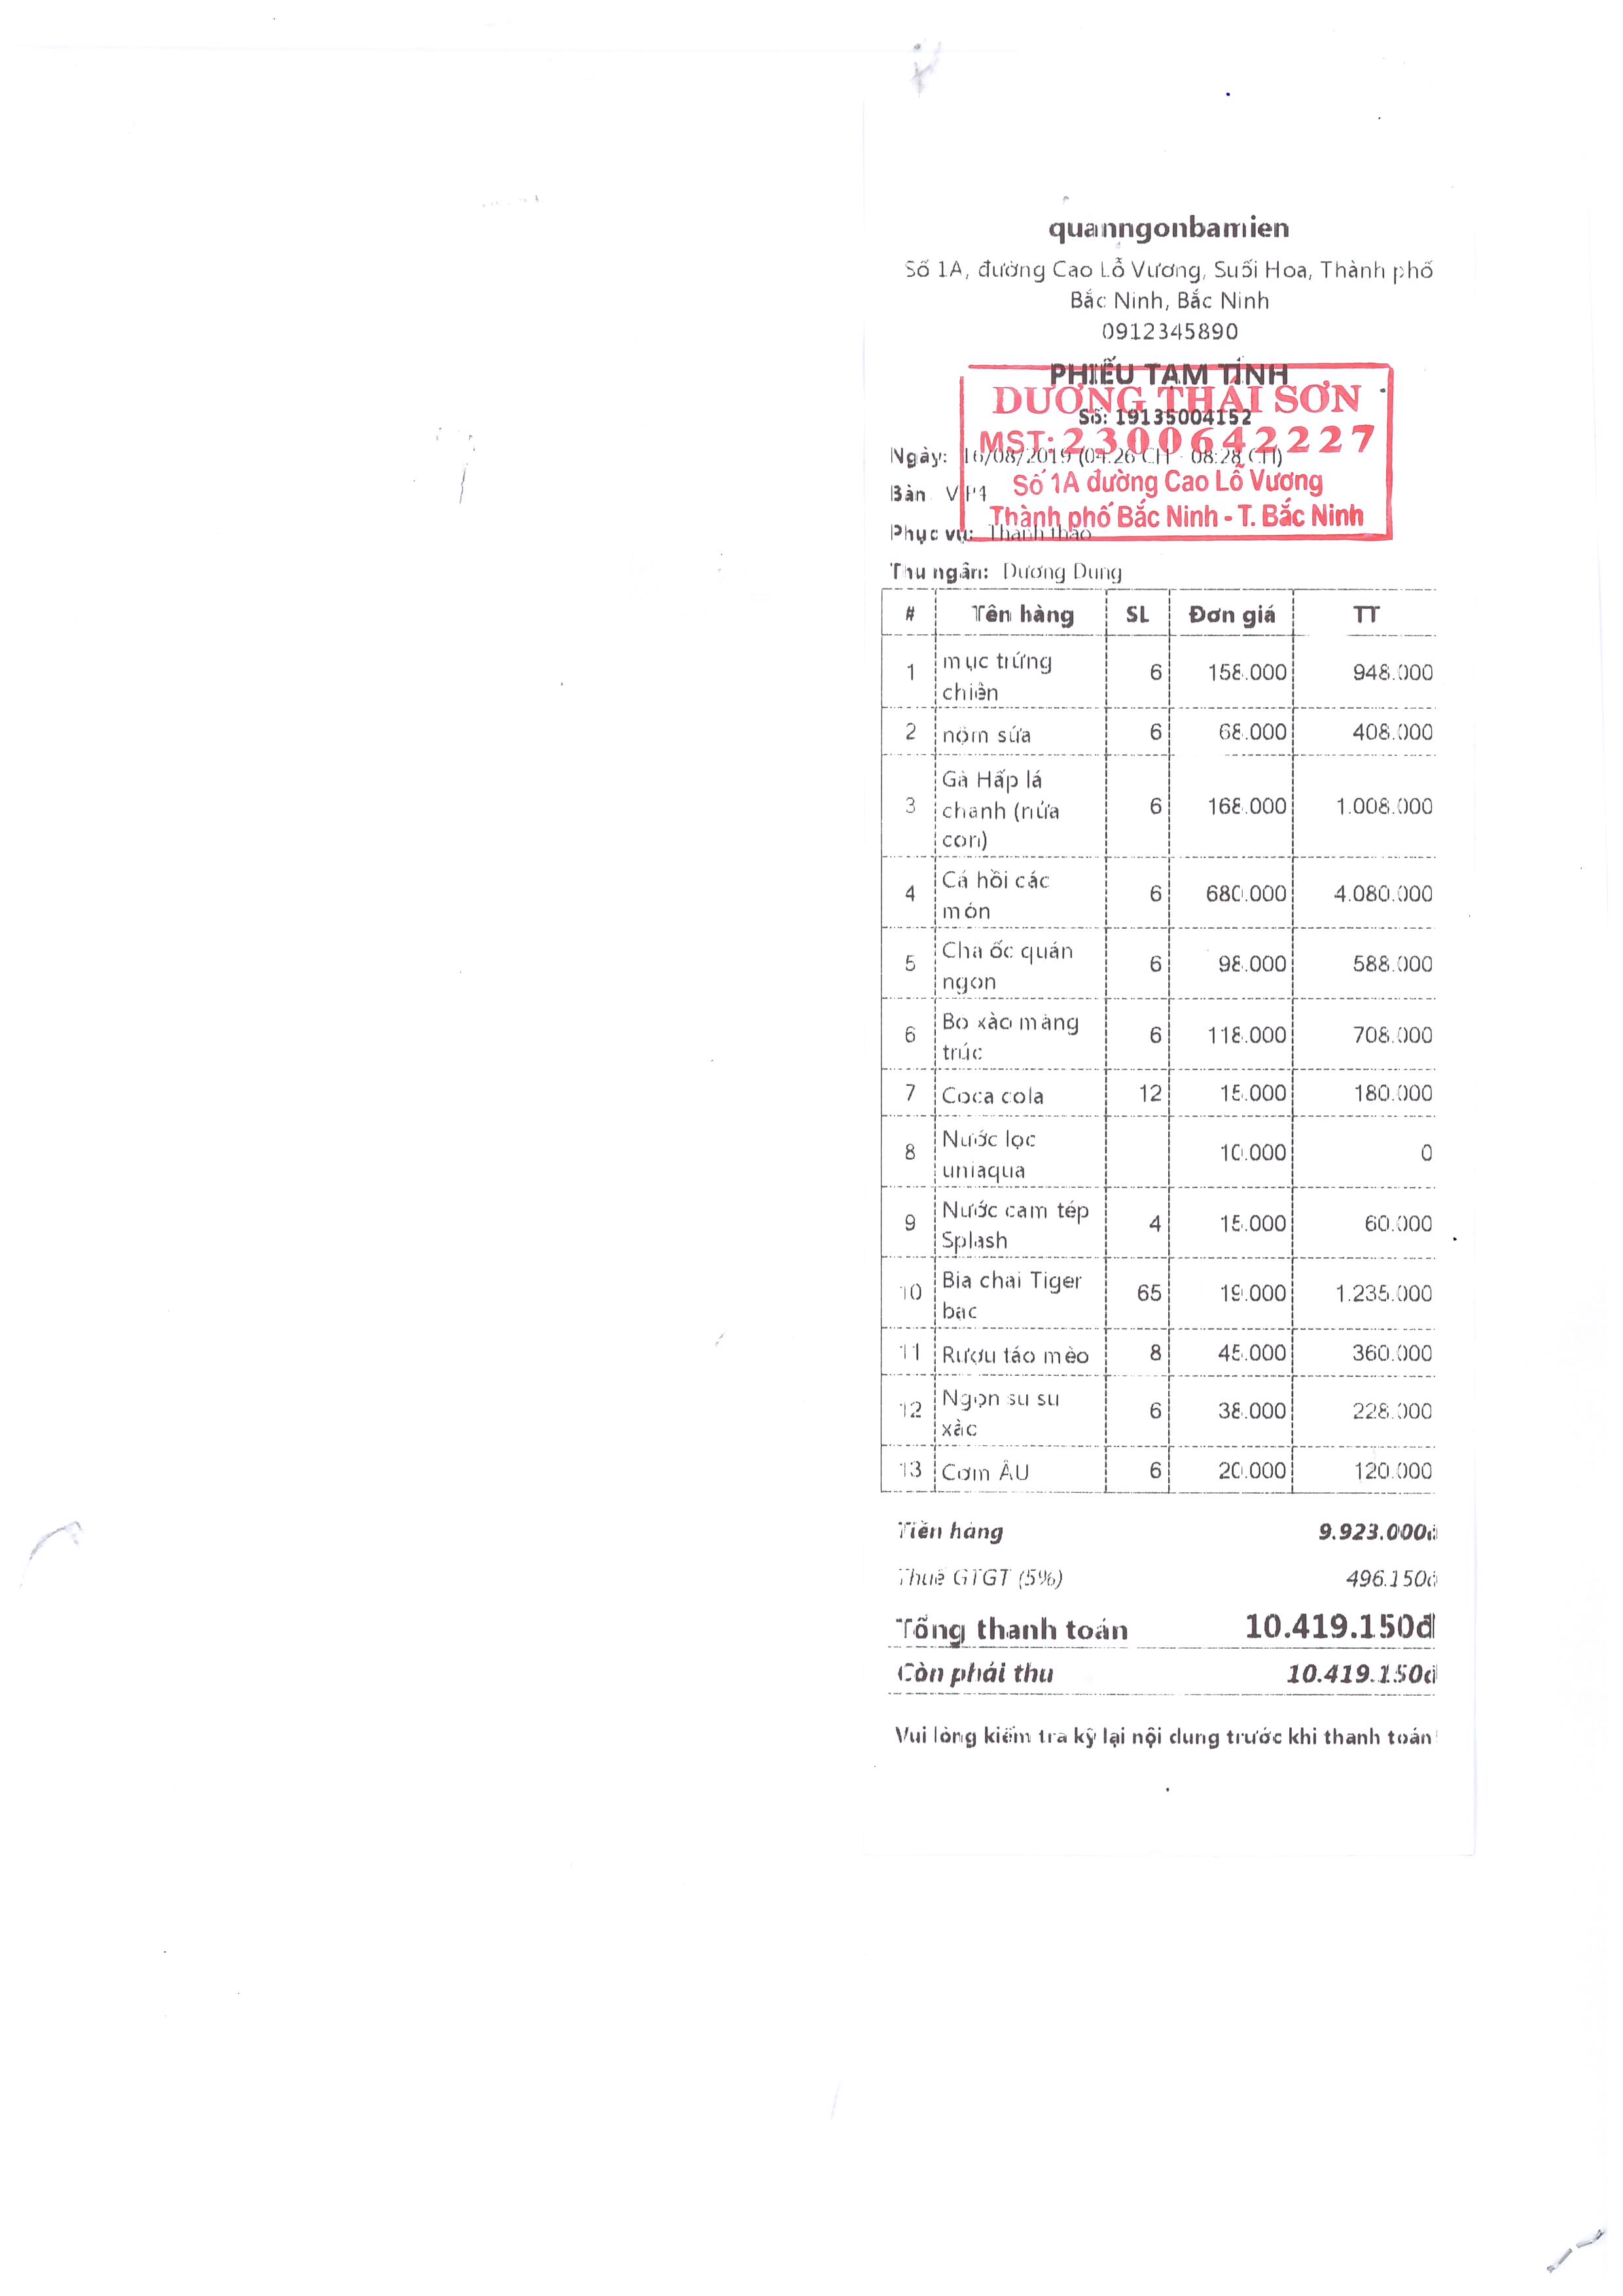 quanngonbamien
Số 1A, đường Cao Lỗ Vương, Suối Hoa, Thành phố
Bắc Ninh, Bắc Ninh
0912345890
PHIẾU TẠM TÍNH
DƯƠNG THÁI SƠN
Số: 19135004152
MST: 2300642227
Ngày: 16/08/2019 (04:26 CH - 08:28 CH)
Số 1A đường Cao Lỗ Vương
Bàn
Thành phố Bắc Ninh - T. Bắc Ninh
Phục vụ: Thanh thảo
Thu ngân: Dương Dung
# Tên hàng SL Đơn giá TT
1 mực trứng 6 158.000 948.000
chiên
2 nộm sứa 6 68.000 408.000
3 Gà Hấp lá
chanh (nửa 6 168.000 1.008.000
con)
4 Cá hồi các 6 680.000 4.080.000
món
5 Chả ốc quán 6 98.000 588.000
ngon
6 Bò xào măng 6 118.000 708.000
trúc
7 Coca cola 12 15.000 180.000
8 Nước lọc 10.000 0
uniaqua
9 Nước cam tép 4 15.000 60.000
Splash
10 Bia chai Tiger 65 19.000 1.235.000
bạc
11 Rượu táo mèo 8 45.000 360.000
12 Ngọn su su 6 38.000 228.000
xào
13 Cơm ÂU 6 20.000 120.000
Tiền hàng 9.923.000đ
Thuế GTGT (5%) 496.150đ
Tổng thanh toán 10.419.150đ
Còn phải thu 10.419.150đ
Vui lòng kiểm tra kỹ lại nội dung trước khi thanh toán